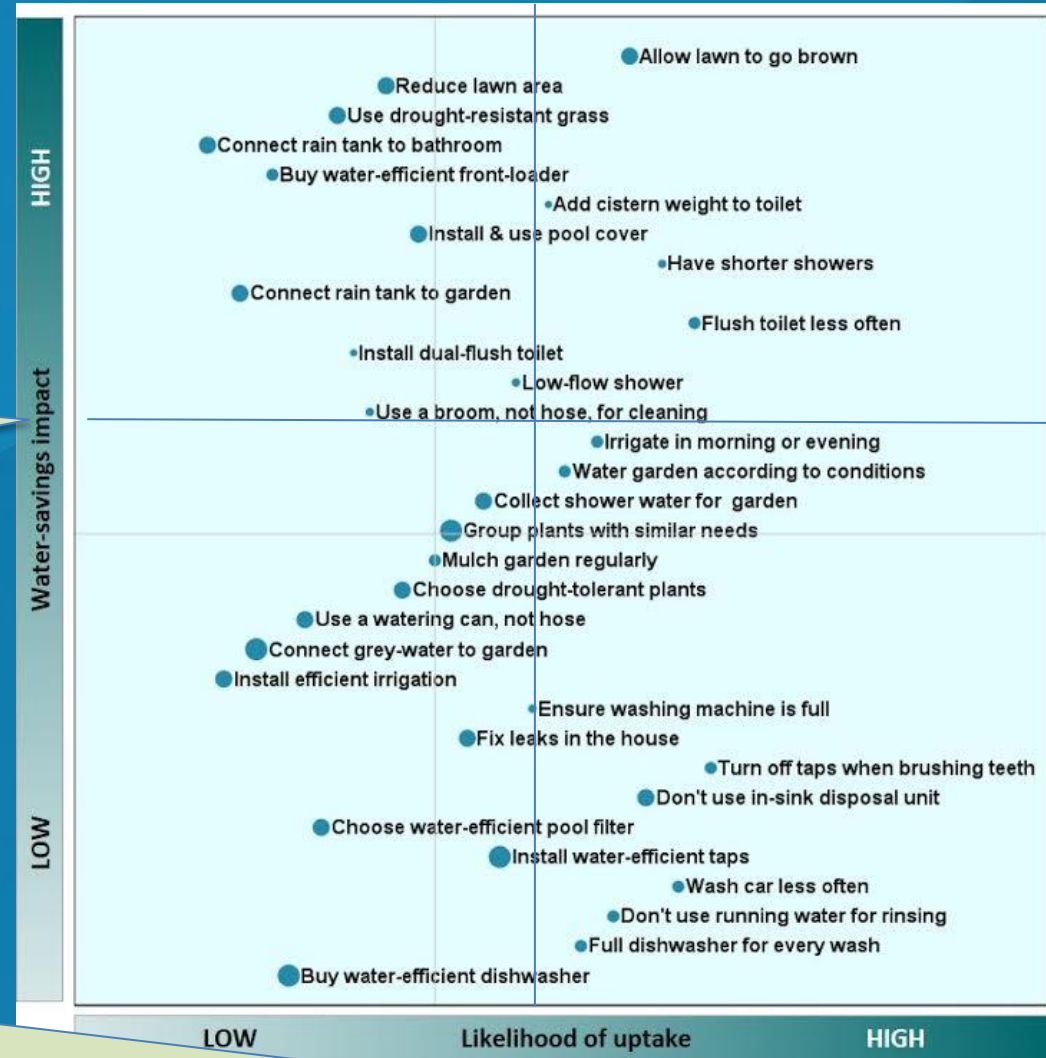 Allow lawn to go brown
Reduce lawn area
Use drought-resistant grass
Connect rain tank to bathroom
Buy water-efficient front-loader
Add cistern weight to toilet
Install & use pool cover
Have shorter showers
Connect rain tank to garden
Flush toilet less often
Install dual-flush toilet
Low-flow shower
Use a broom, not hose, for cleaning
Irrigate in morning or evening
Water garden according to conditions
Collect shower water for garden
Group plants with similar needs
Mulch garden regularly
Choose drought-tolerant plants
Use a watering can, not hose
Connect grey-water to garden
Install efficient irrigation
Ensure washing machine is full
Fix leaks in the house
Turn off taps when brushing teeth
Don't use in-sink disposal unit
Choose water-efficient pool filter
Install water-efficient taps
Wash car less often
Don't use running water for rinsing
Full dishwasher for every wash
Buy water-efficient dishwasher
HIGH
Water-savings impact
LOW
LOW Likelihood of uptake HIGH